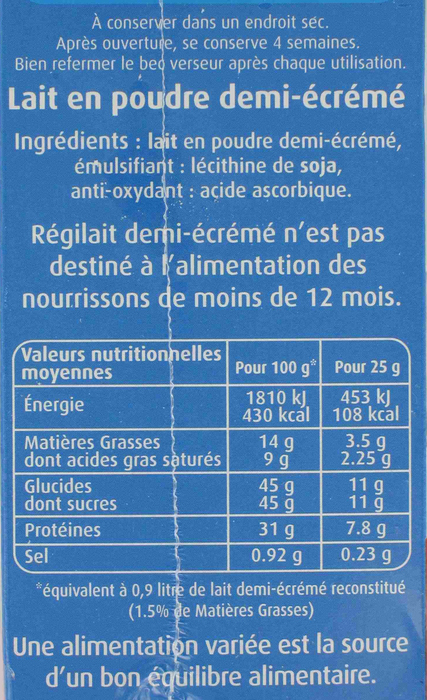 À conserver dans un endroit sec.
Après ouverture, se conserve 4 semaines.
Bien refermer le bec verseur après chaque utilisation.
Lait en poudre demi-écrémé
Ingrédients : lait en poudre demi-écrémé,
émulsifiant : lécithine de soja,
anti-oxydant : acide ascorbique.
Régilait demi-écrémé n'est pas
destiné à l'alimentation des
nourrissons de moins de 12 mois.
Valeurs nutritionnelles moyennes Pour 100 g* Pour 25 g
Énergie 1810 kJ 453 kJ
430 kcal 108 kcal
Matières Grasses 14 g 3.5 g
dont acides gras saturés 9 g 2.25 g
Glucides 45 g 11 g
dont sucres 45 g 11 g
Protéines 31 g 7.8 g
Sel 0.92 g 0.23 g
*équivalent à 0,9 litre de lait demi-écrémé reconstitué
(1.5% de Matières Grasses)
Une alimentation variée est la source
d'un bon équilibre alimentaire.